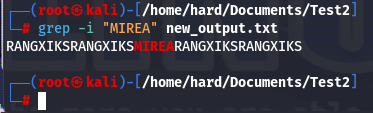 ┌──(root㉿kali)-[/home/hard/Documents/Test2]
└─# grep -i "MIREA" new_output.txt
RANGXIKSRANGXIKSMIREARANGXIKSRANGXIKS
┌──(root㉿kali)-[/home/hard/Documents/Test2]
└─#